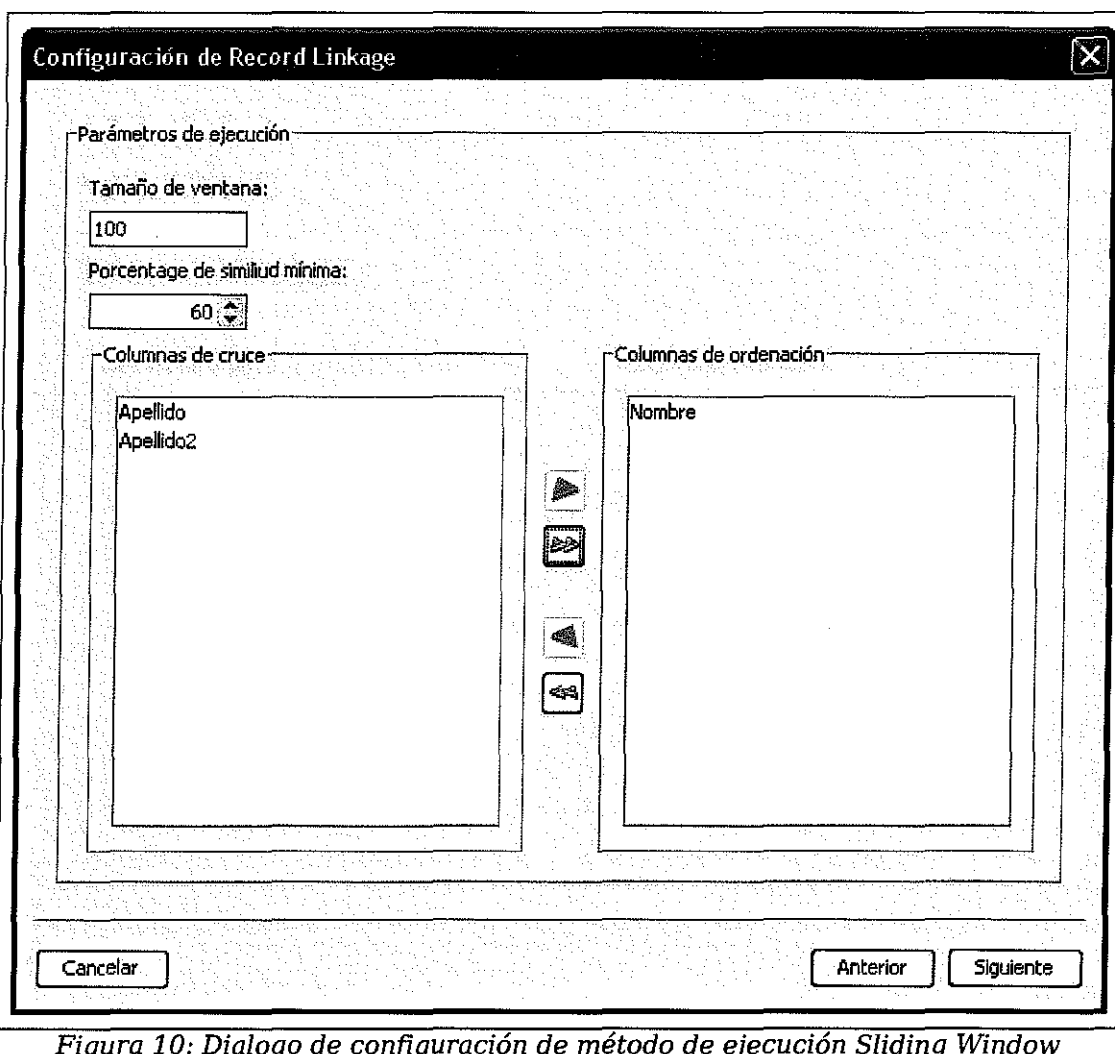 Configuración de Record Linkage
Parámetros de ejecución
Tamaño de ventana:
100
Porcentage de similiud mínima:
60
Columnas de cruce
Apellido
Apellido2
Columnas de ordenación
Nombre
Cancelar
Anterior
Siguiente
Figura 10: Dialogo de configuración de método de ejecución Sliding Window